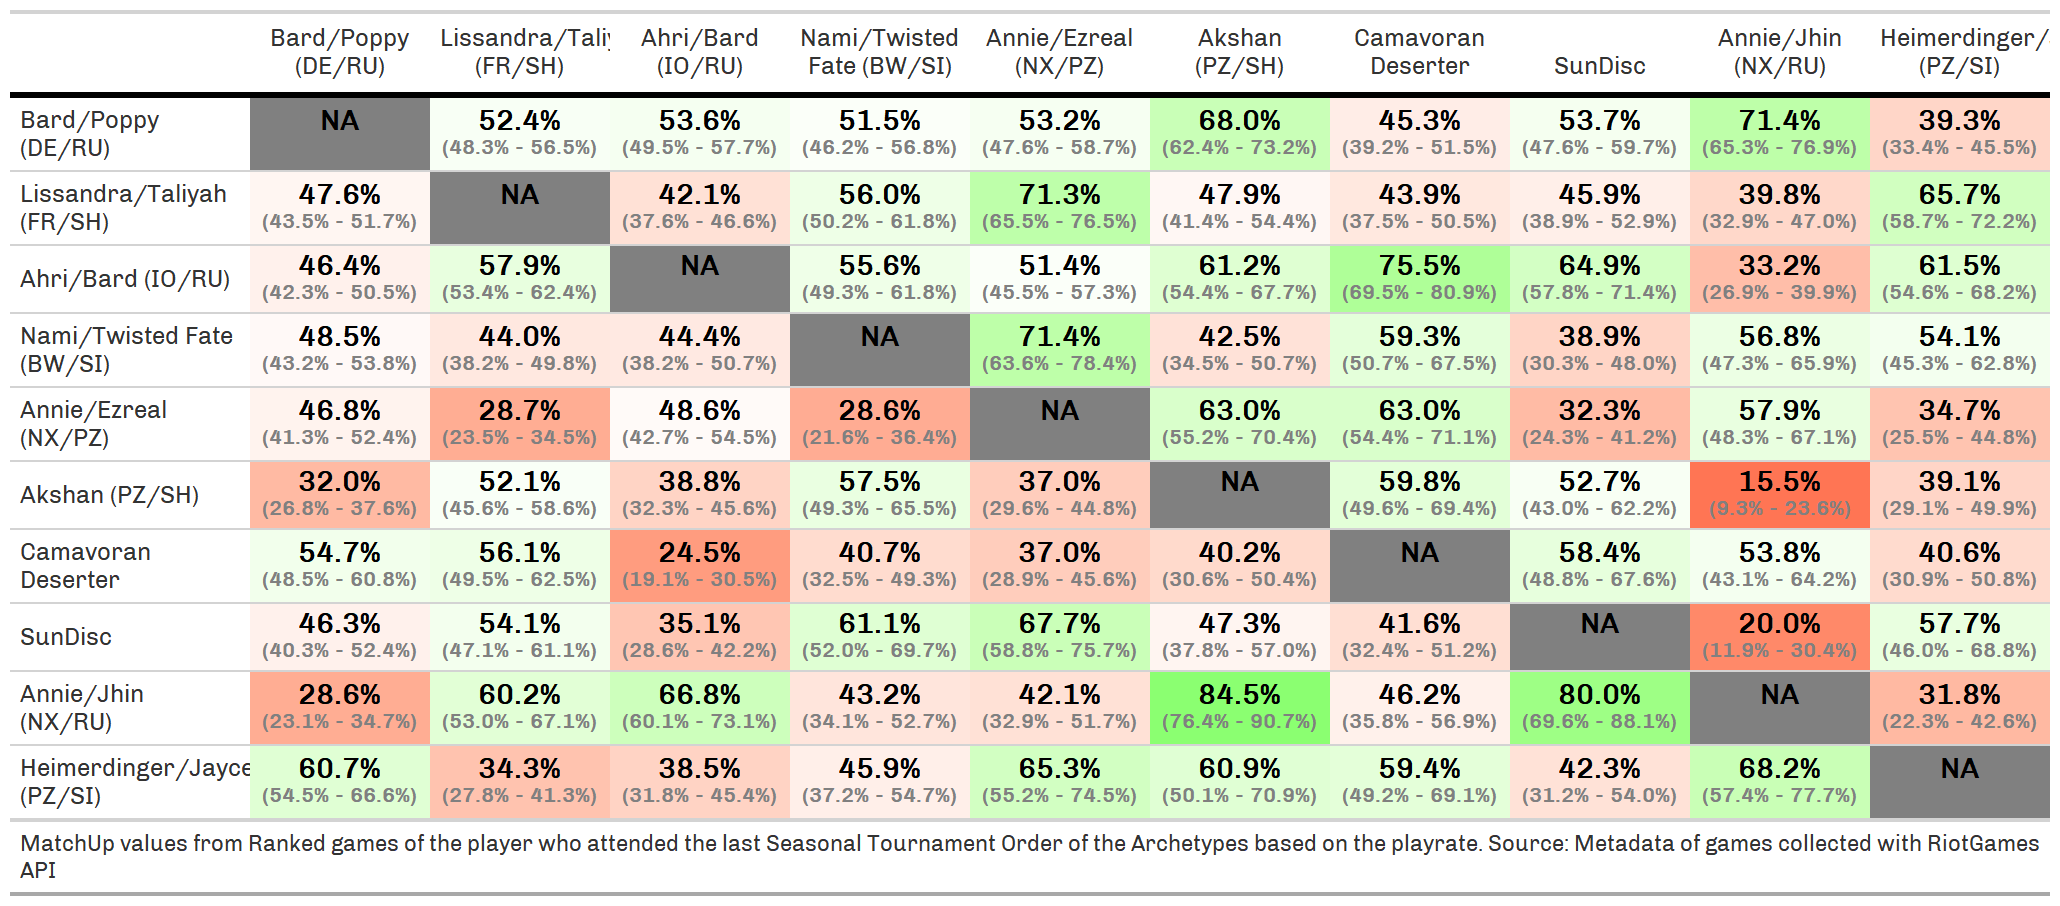 Bard/Poppy (DE/RU) Lissandra/Taliy (FR/SH) Ahri/Bard (IO/RU) Nami/Twisted Fate (BW/SI) Annie/Ezreal (NX/PZ) Akshan (PZ/SH) Camavoran Deserter SunDisc Annie/Jhin (NX/RU) Heimerdinger/ (PZ/SI)
Bard/Poppy (DE/RU) NA 52.4% 53.6% 51.5% 53.2% 68.0% 45.3% 53.7% 71.4% 39.3%
(48.3% - 56.5%) (49.5% - 57.7%) (46.2% - 56.8%) (47.6% - 58.7%) (62.4% - 73.2%) (39.2% - 51.5%) (47.6% - 59.7%) (65.3% - 76.9%) (33.4% - 45.5%)
Lissandra/Taliyah (FR/SH) 47.6% NA 42.1% 56.0% 71.3% 47.9% 43.9% 45.9% 39.8% 65.7%
(43.5% - 51.7%) (37.6% - 46.6%) (50.2% - 61.8%) (65.5% - 76.5%) (41.4% - 54.4%) (37.5% - 50.5%) (38.9% - 52.9%) (32.9% - 47.0%) (58.7% - 72.2%)
Ahri/Bard (IO/RU) 46.4% 57.9% NA 55.6% 51.4% 61.2% 75.5% 64.9% 33.2% 61.5%
(42.3% - 50.5%) (53.4% - 62.4%) (49.3% - 61.8%) (45.5% - 57.3%) (54.4% - 67.7%) (69.5% - 80.9%) (57.8% - 71.4%) (26.9% - 39.9%) (54.6% - 68.2%)
Nami/Twisted Fate (BW/SI) 48.5% 44.0% 44.4% NA 71.4% 42.5% 59.3% 38.9% 56.8% 54.1%
(43.2% - 53.8%) (38.2% - 49.8%) (38.2% - 50.7%) (63.6% - 78.4%) (34.5% - 50.7%) (50.7% - 67.5%) (30.3% - 48.0%) (47.3% - 65.9%) (45.3% - 62.8%)
Annie/Ezreal (NX/PZ) 46.8% 28.7% 48.6% 28.6% NA 63.0% 63.0% 32.3% 57.9% 34.7%
(41.3% - 52.4%) (23.5% - 34.5%) (42.7% - 54.5%) (21.6% - 36.4%) (55.2% - 70.4%) (54.4% - 71.1%) (24.3% - 41.2%) (48.3% - 67.1%) (25.5% - 44.8%)
Akshan (PZ/SH) 32.0% 52.1% 38.8% 57.5% 37.0% NA 59.8% 52.7% 15.5% 39.1%
(26.8% - 37.6%) (45.6% - 58.6%) (32.3% - 45.6%) (49.3% - 65.5%) (29.6% - 44.8%) (49.6% - 69.4%) (43.0% - 62.2%) (9.3% - 23.6%) (29.1% - 49.9%)
Camavoran Deserter 54.7% 56.1% 24.5% 40.7% 37.0% 40.2% NA 58.4% 53.8% 40.6%
(48.5% - 60.8%) (49.5% - 62.5%) (19.1% - 30.5%) (32.5% - 49.3%) (28.9% - 45.6%) (30.6% - 50.4%) (48.8% - 67.6%) (43.1% - 64.2%) (30.9% - 50.8%)
SunDisc 46.3% 54.1% 35.1% 61.1% 67.7% 47.3% 41.6% NA 20.0% 57.7%
(40.3% - 52.4%) (47.1% - 61.1%) (28.6% - 42.2%) (52.0% - 69.7%) (58.8% - 75.7%) (37.8% - 57.0%) (32.4% - 51.2%) (11.9% - 30.4%) (46.0% - 68.8%)
Annie/Jhin (NX/RU) 28.6% 60.2% 66.8% 43.2% 42.1% 84.5% 46.2% 80.0% NA 31.8%
(23.1% - 34.7%) (53.0% - 67.1%) (60.1% - 73.1%) (34.1% - 52.7%) (32.9% - 51.7%) (76.4% - 90.7%) (35.8% - 56.9%) (69.6% - 88.1%) (22.3% - 42.6%)
Heimerdinger/Jayce (PZ/SI) 60.7% 34.3% 38.5% 45.9% 65.3% 60.9% 59.4% 42.3% 68.2% NA
(54.5% - 66.6%) (27.8% - 41.3%) (31.8% - 45.4%) (37.2% - 54.7%) (55.2% - 74.5%) (50.1% - 70.9%) (49.2% - 69.1%) (31.2% - 54.0%) (57.4% - 77.7%)
MatchUp values from Ranked games of the player who attended the last Seasonal Tournament Order of the Archetypes based on the playrate. Source: Metadata of games collected with RiotGames
API